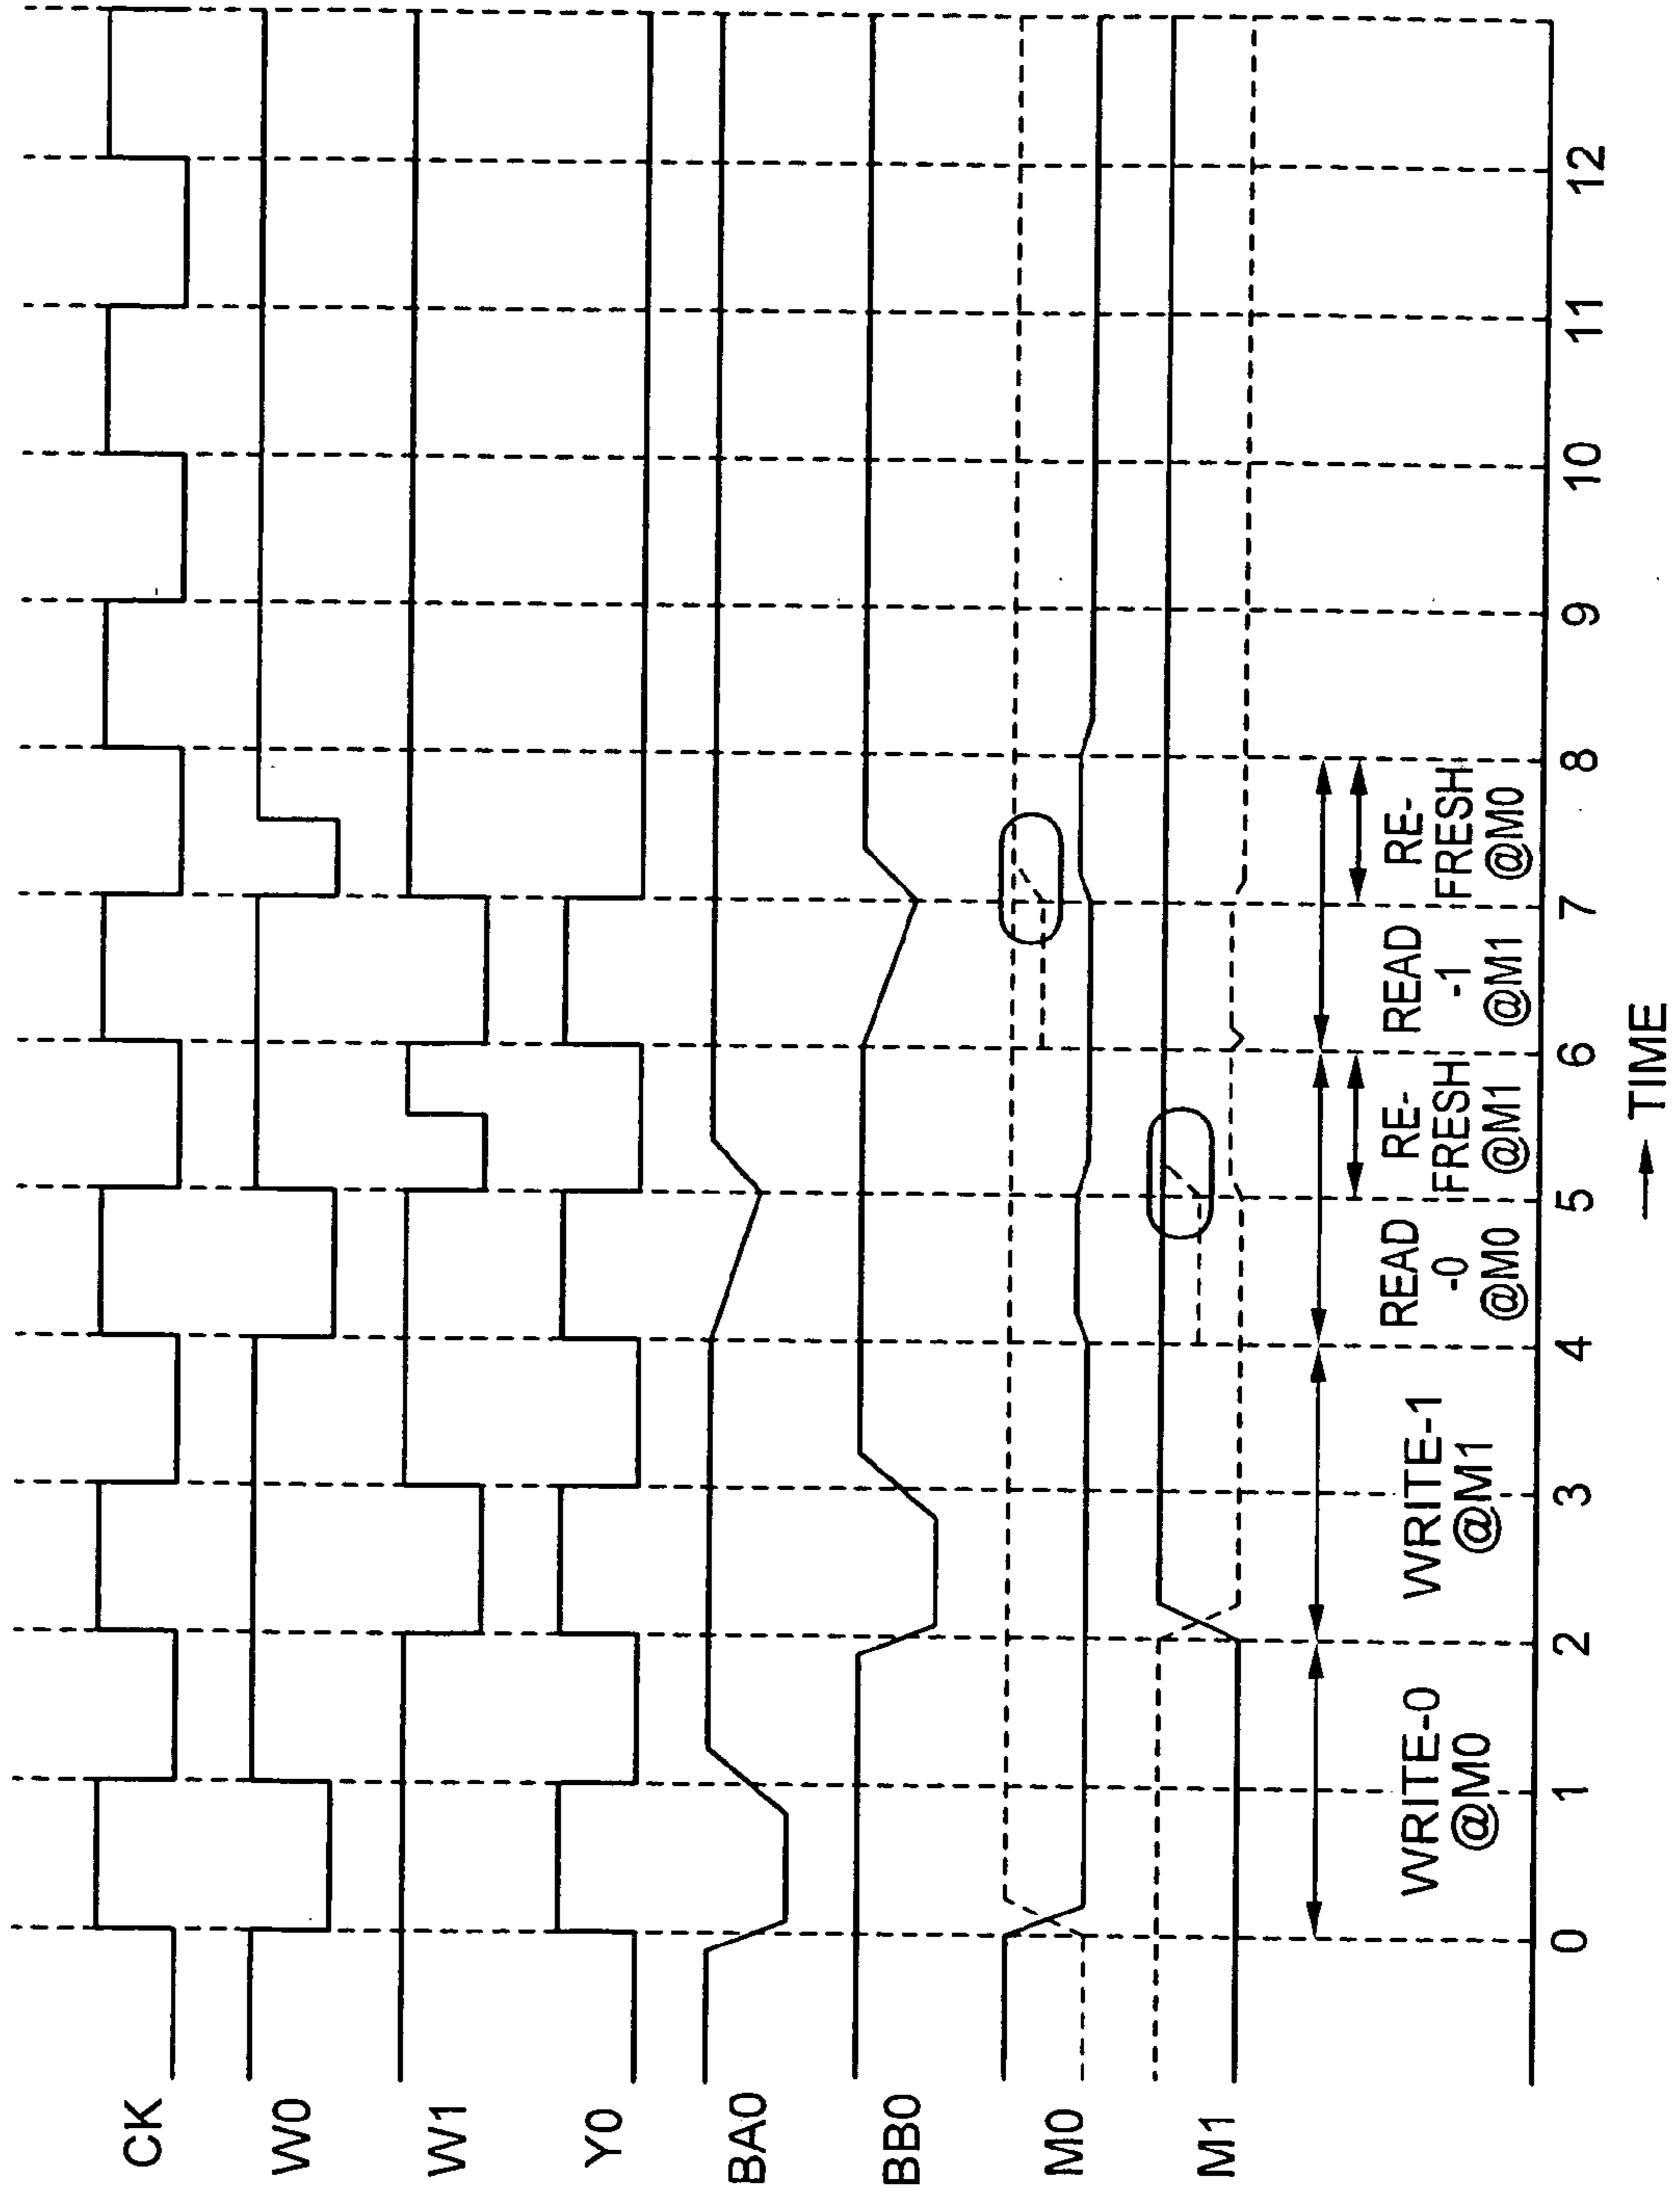 CK
W0
W1
Y0
BA0
BB0
M0
M1
WRITE-0
@M0
WRITE-1
@M1
READ
-0
@M0
RE-
FRESH
@M1
READ
-1
@M1
RE-
FRESH
@M0
0 1 2 3 4 5 6 7 8 9 10 11 12
TIME